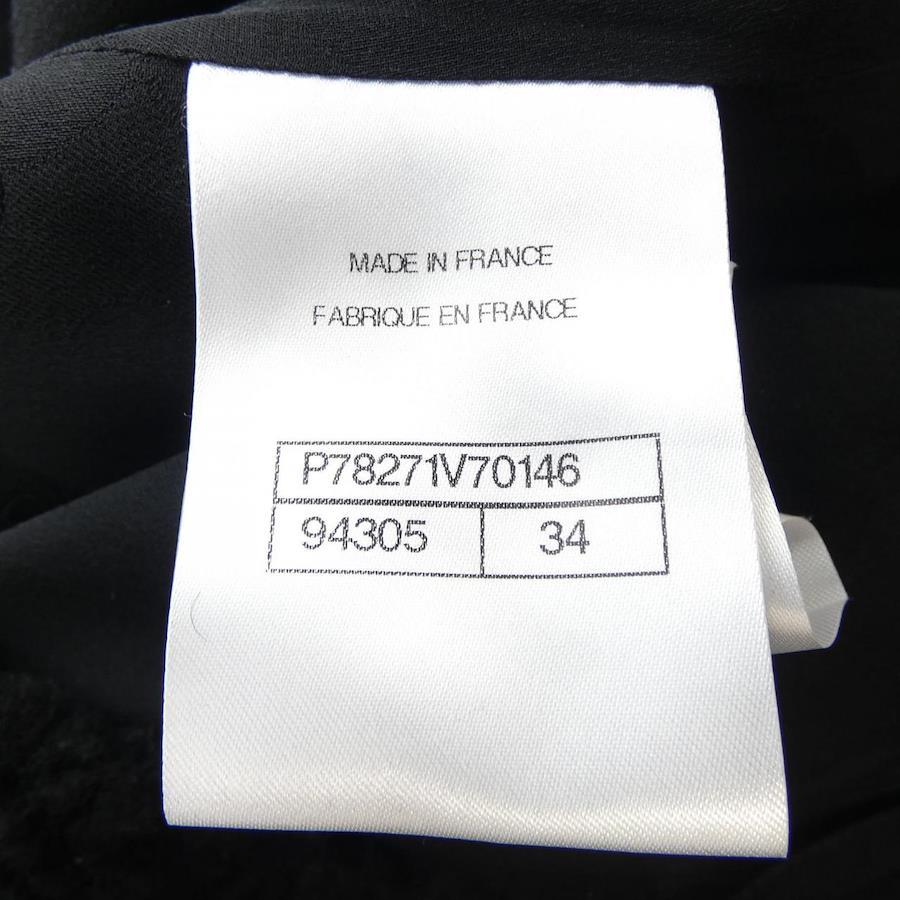 MADE IN FRANCE
FABRIQUE EN FRANCE
P78271V70146
94305 34